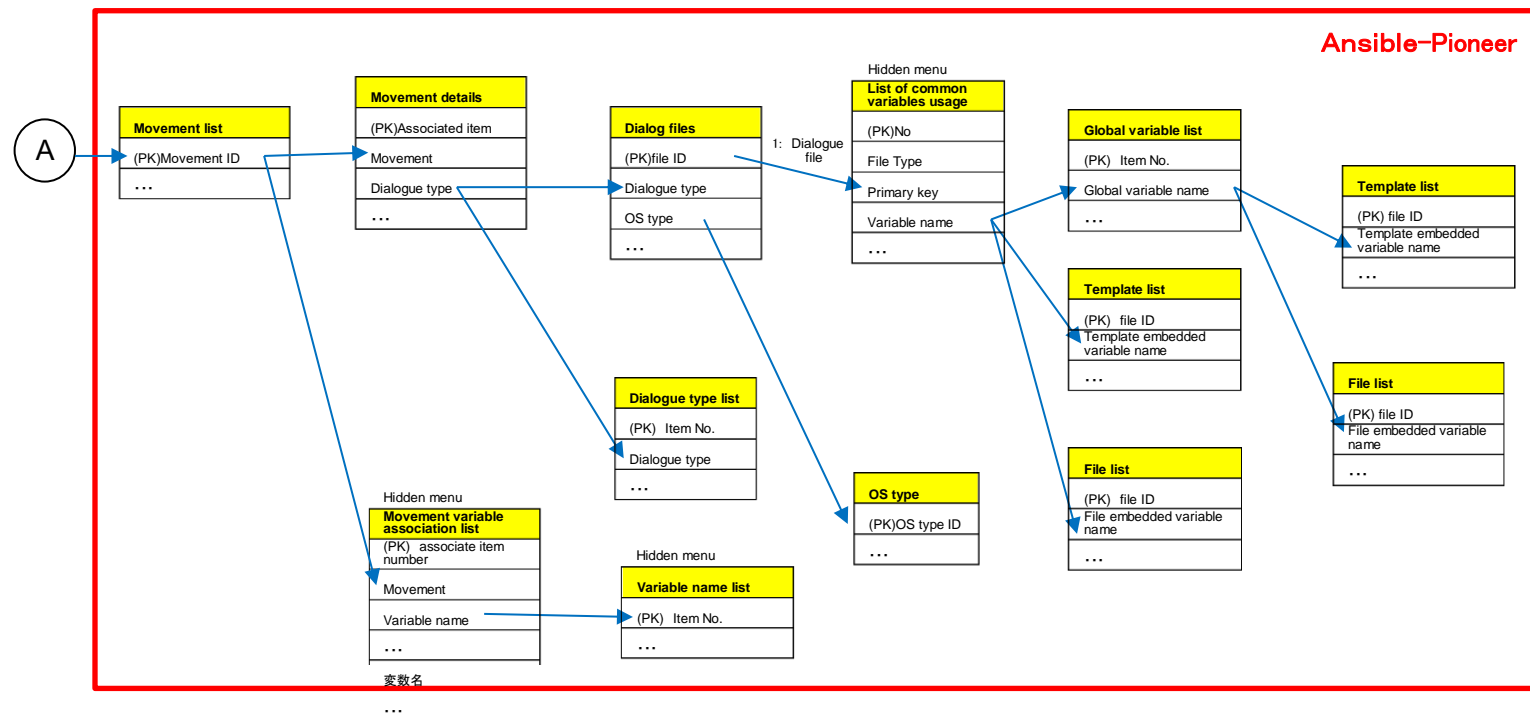 Ansible-Pioneer
A
Movement list
(PK)Movement ID
...
Movement details
(PK)Associated item
Movement
Dialogue type
...
Dialog files
(PK)file ID
Dialogue type
OS type
...
1: Dialogue
file
Hidden menu
List of common
variables usage
(PK)No
File Type
Primary key
Variable name
...
Global variable list
(PK) Item No.
Global variable name
...
Template list
(PK) file ID
Template embedded
variable name
...
Template list
(PK) file ID
Template embedded
variable name
...
File list
(PK) file ID
File embedded variable
name
...
Dialogue type list
(PK) Item No.
Dialogue type
...
File list
(PK) file ID
File embedded variable
name
...
OS type
(PK)OS type ID
...
Hidden menu
Movement variable
association list
(PK) associate item
number
Movement
Variable name
...
変数名
...
Hidden menu
Variable name list
(PK) Item No.
...